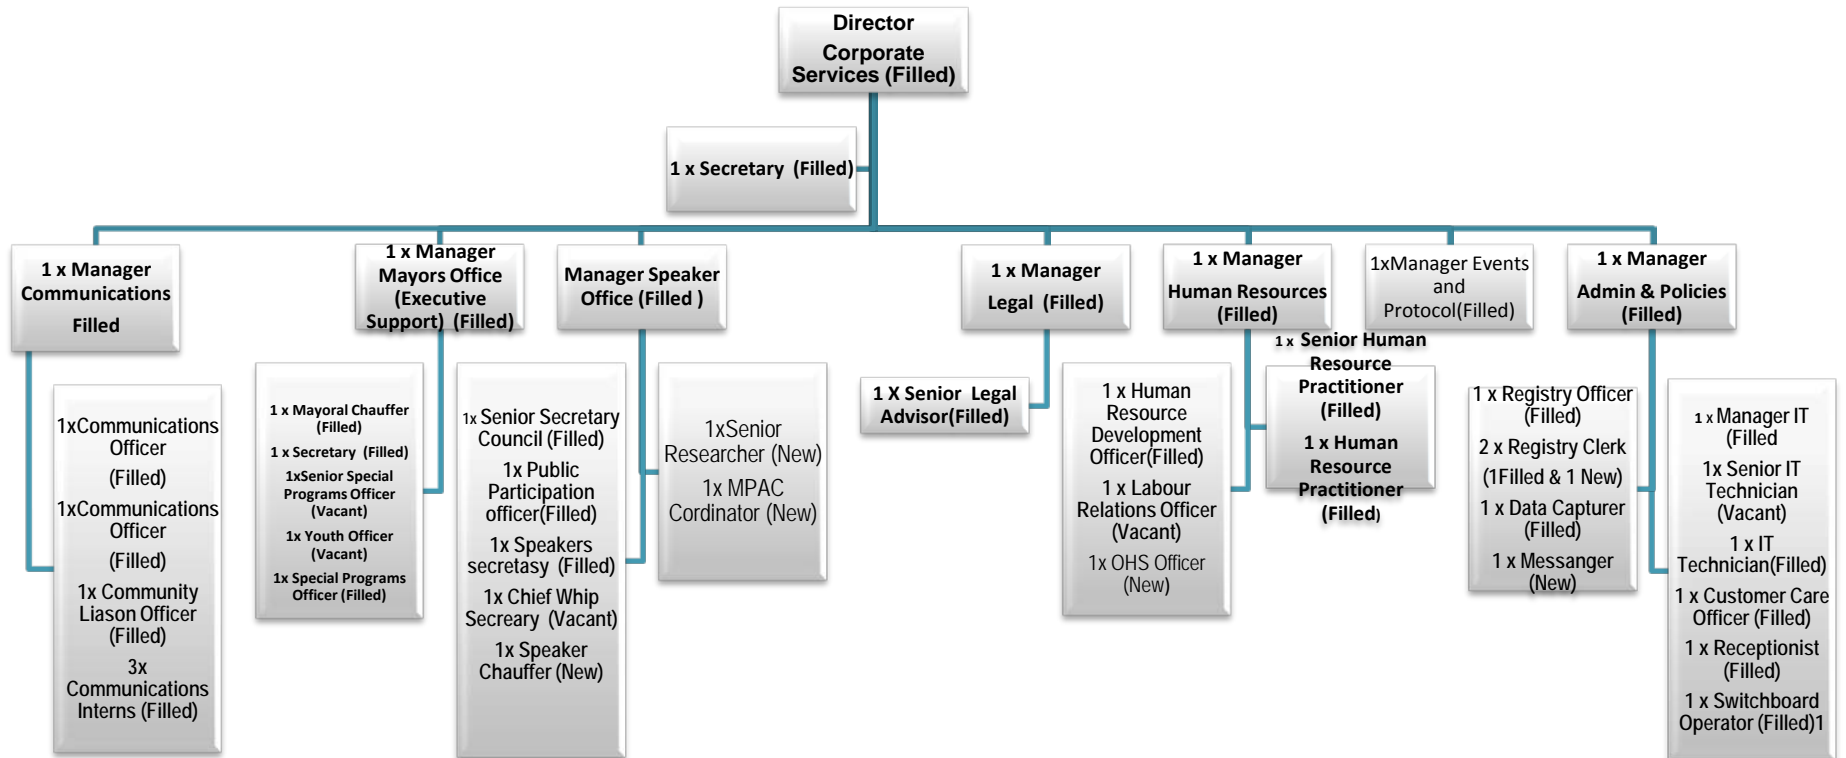 Director
Corporate
Services (Filled)
1 x Secretary (Filled)
1 x Manager
Communications
Filled
1 x Manager
Mayors Office
(Executive
Support) (Filled)
Manager Speaker
Office (Filled )
1 x Manager
Legal (Filled)
1 x Manager
Human Resources
(Filled)
1xManager Events
and
Protocol(Filled)
1 x Manager
Admin & Policies
(Filled)
1xCommunications
Officer
(Filled)
1xCommunications
Officer
(Filled)
1x Community
Liason Officer
(Filled)
3x
Communications
Interns (Filled)
1 x Mayoral Chauffer
(Filled)
1 x Secretary (Filled)
1xSenior Special
Programs Officer
(Vacant)
1x Youth Officer
(Vacant)
1x Special Programs
Officer (Filled)
1x Senior Secretary
Council (Filled)
1x Public
Participation
officer(Filled)
1x Speakers
secretasy (Filled)
1x Chief Whip
Secreary (Vacant)
1x Speaker
Chauffer (New)
1xSenior
Researcher (New)
1x MPAC
Cordinator (New)
1 X Senior Legal
Advisor(Filled)
1 x Human
Resource
Development
Officer(Filled)
1 x Labour
Relations Officer
(Vacant)
1x OHS Officer
(New)
1 x Senior Human
Resource
Practitioner
(Filled)
1 x Human
Resource
Practitioner
(Filled)
1 x Registry Officer
(Filled)
2 x Registry Clerk
(1Filled & 1 New)
1 x Data Capturer
(Filled)
1 x Messanger
(New)
1 x Manager IT
(Filled
1x Senior IT
Technician
(Vacant)
1 x IT
Technician(Filled)
1 x Customer Care
Officer (Filled)
1 x Receptionist
(Filled)
1 x Switchboard
Operator (Filled)1